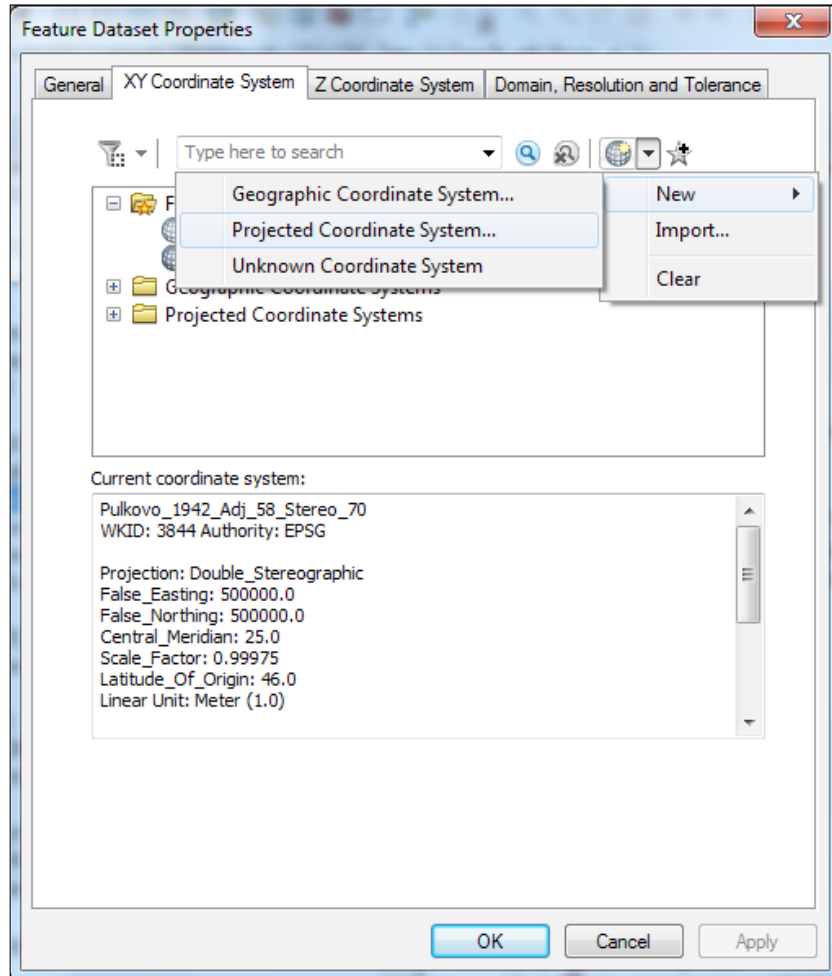 Feature Dataset Properties
General XY Coordinate System Z Coordinate System Domain, Resolution and Tolerance
Type here to search
Geographic Coordinate System...
New
F
Projected Coordinate System...
Import...
Unknown Coordinate System
Clear
Geographic Coordinate Systems
Projected Coordinate Systems
Current coordinate system:
Pulkovo_1942_Adj_58_Stereo_70
WKID: 3844 Authority: EPSG
Projection: Double_Stereographic
False_Easting: 500000.0
False_Northing: 500000.0
Central_Meridian: 25.0
Scale_Factor: 0.99975
Latitude_Of_Origin: 46.0
Linear Unit: Meter (1.0)
OK Cancel Apply